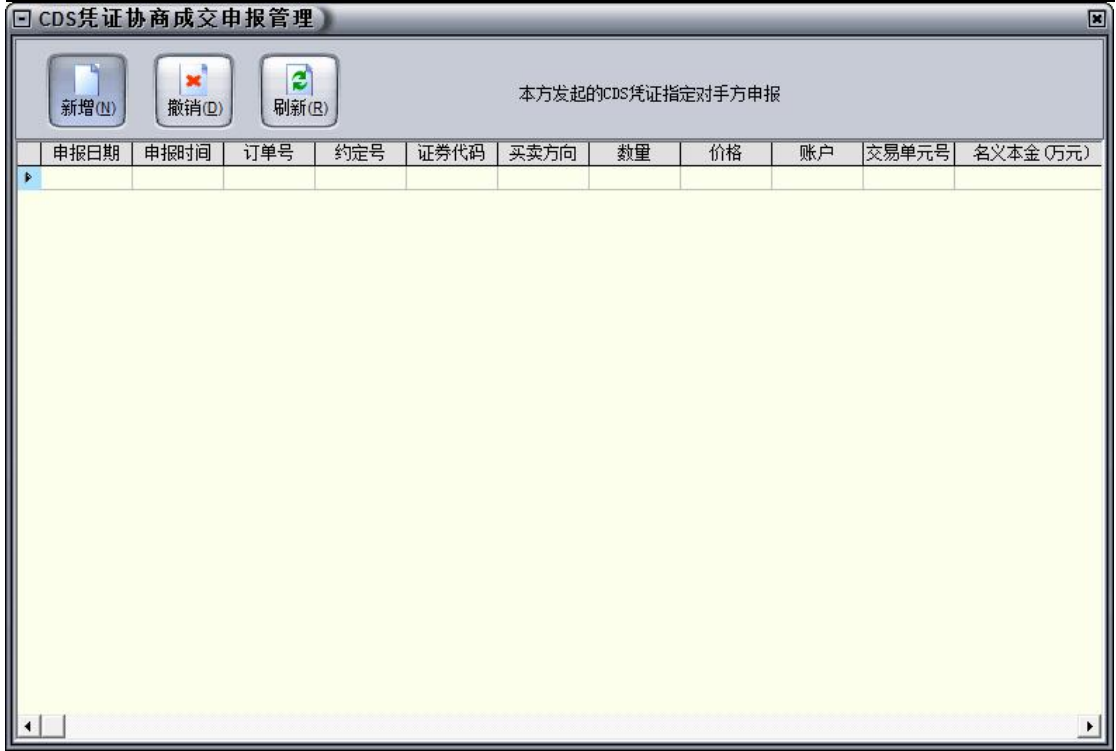 CDS凭证协商成交申报管理
新增(N) 撤销(D) 刷新(R) 本方发起的CDS凭证指定对手方申报
申报日期 申报时间 订单号 约定号 证券代码 买卖方向 数量 价格 账户 交易单元号 名义本金(万元)